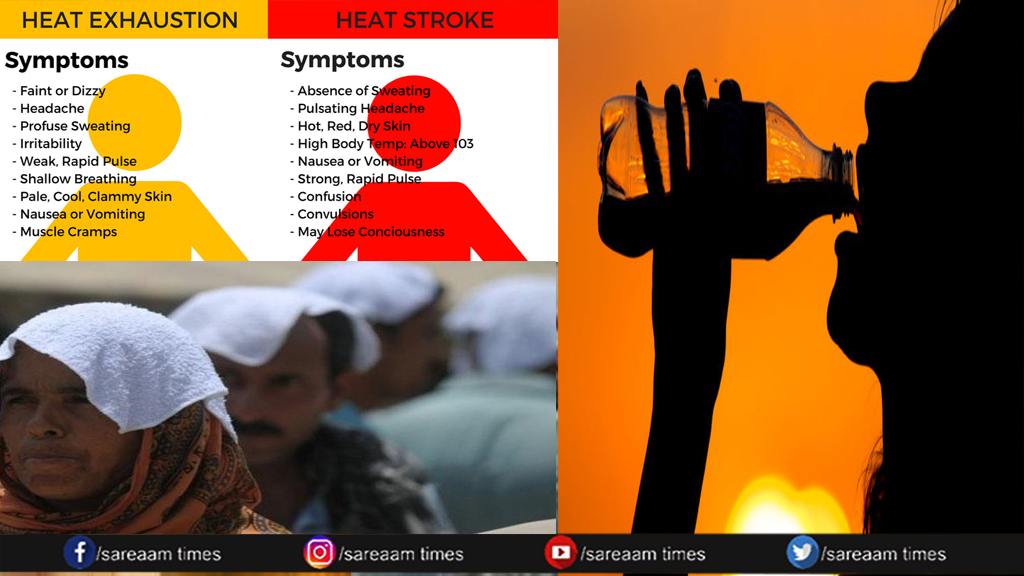 HEAT EXHAUSTION
Symptoms
- Faint or Dizzy
- Headache
- Profuse Sweating
- Irritability
- Weak, Rapid Pulse
- Shallow Breathing
- Pale, Cool, Clammy Skin
- Nausea or Vomiting
- Muscle Cramps
HEAT STROKE
Symptoms
- Absence of Sweating
- Pulsating Headache
- Hot, Red, Dry Skin
- High Body Temp: Above 103
- Nausea or Vomiting
- Strong, Rapid Pulse
- Confusion
- Convulsions
- May Lose Conciousness
/sareaam times
/sareaam times
/sareaam times
/sareaam times